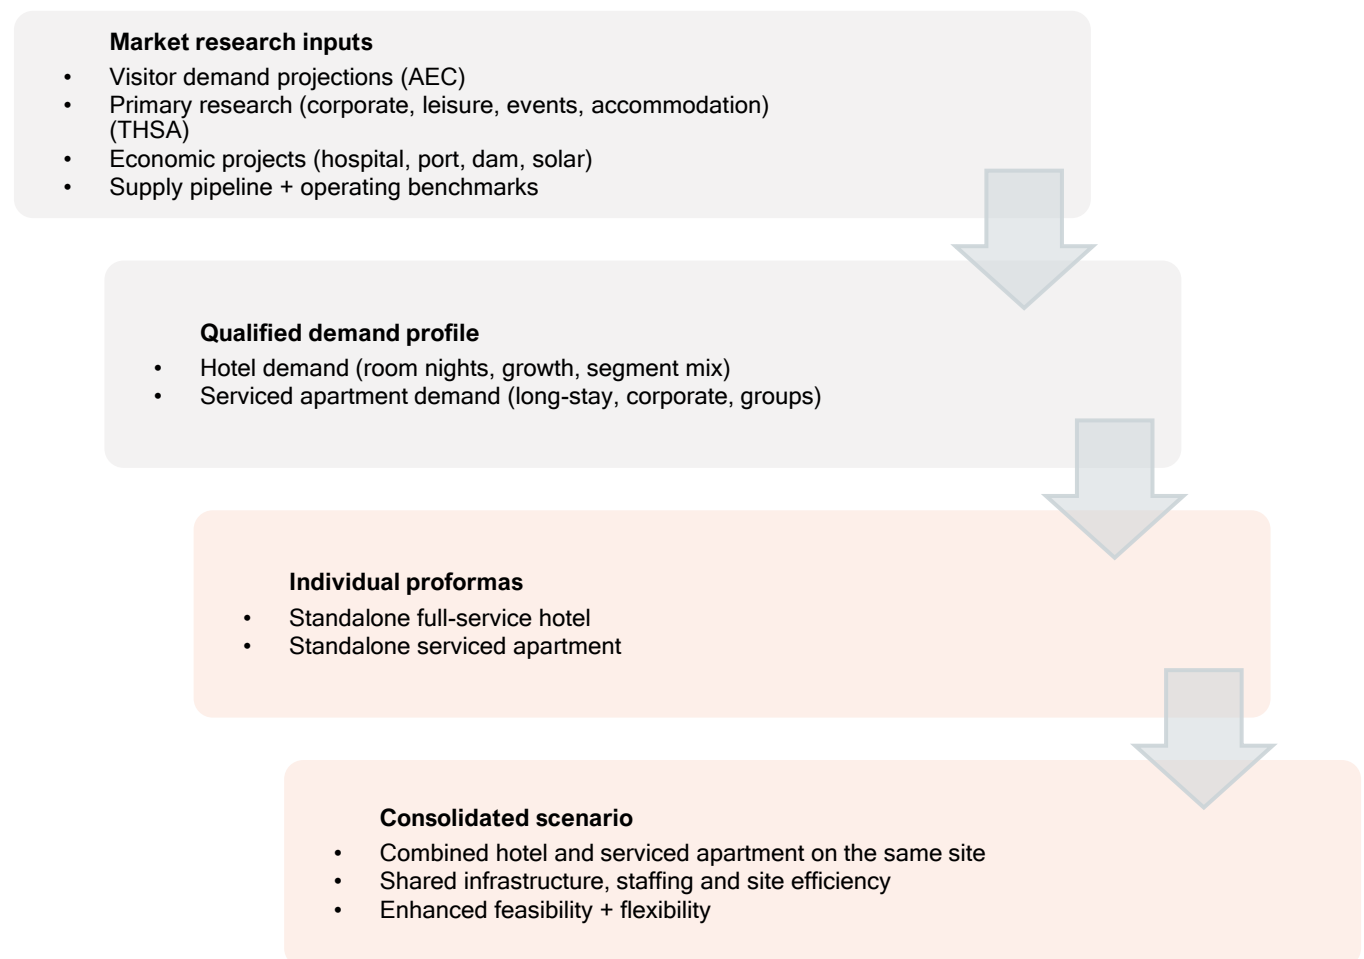 Market research inputs
• Visitor demand projections (AEC)
• Primary research (corporate, leisure, events, accommodation)
(THSA)
• Economic projects (hospital, port, dam, solar)
• Supply pipeline + operating benchmarks
Qualified demand profile
• Hotel demand (room nights, growth, segment mix)
• Serviced apartment demand (long-stay, corporate, groups)
Individual proformas
• Standalone full-service hotel
• Standalone serviced apartment
Consolidated scenario
• Combined hotel and serviced apartment on the same site
• Shared infrastructure, staffing and site efficiency
• Enhanced feasibility + flexibility